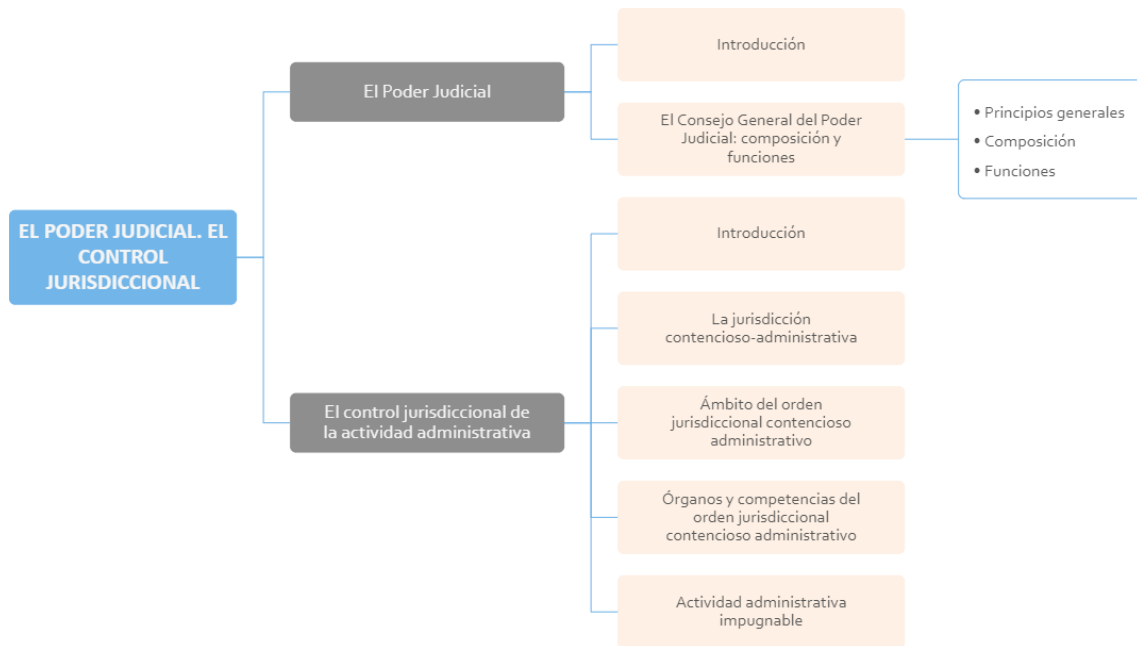 EL PODER JUDICIAL. EL
CONTROL
JURISDICCIONAL
El Poder Judicial
Introducción
El Consejo General del Poder
Judicial: composición y
funciones
• Principios generales
• Composición
• Funciones
El control jurisdiccional de
la actividad administrativa
Introducción
La jurisdicción
contencioso-administrativa
Ámbito del orden
jurisdiccional contencioso
administrativo
Órganos y competencias del
orden jurisdiccional
contencioso administrativo
Actividad administrativa
impugnable